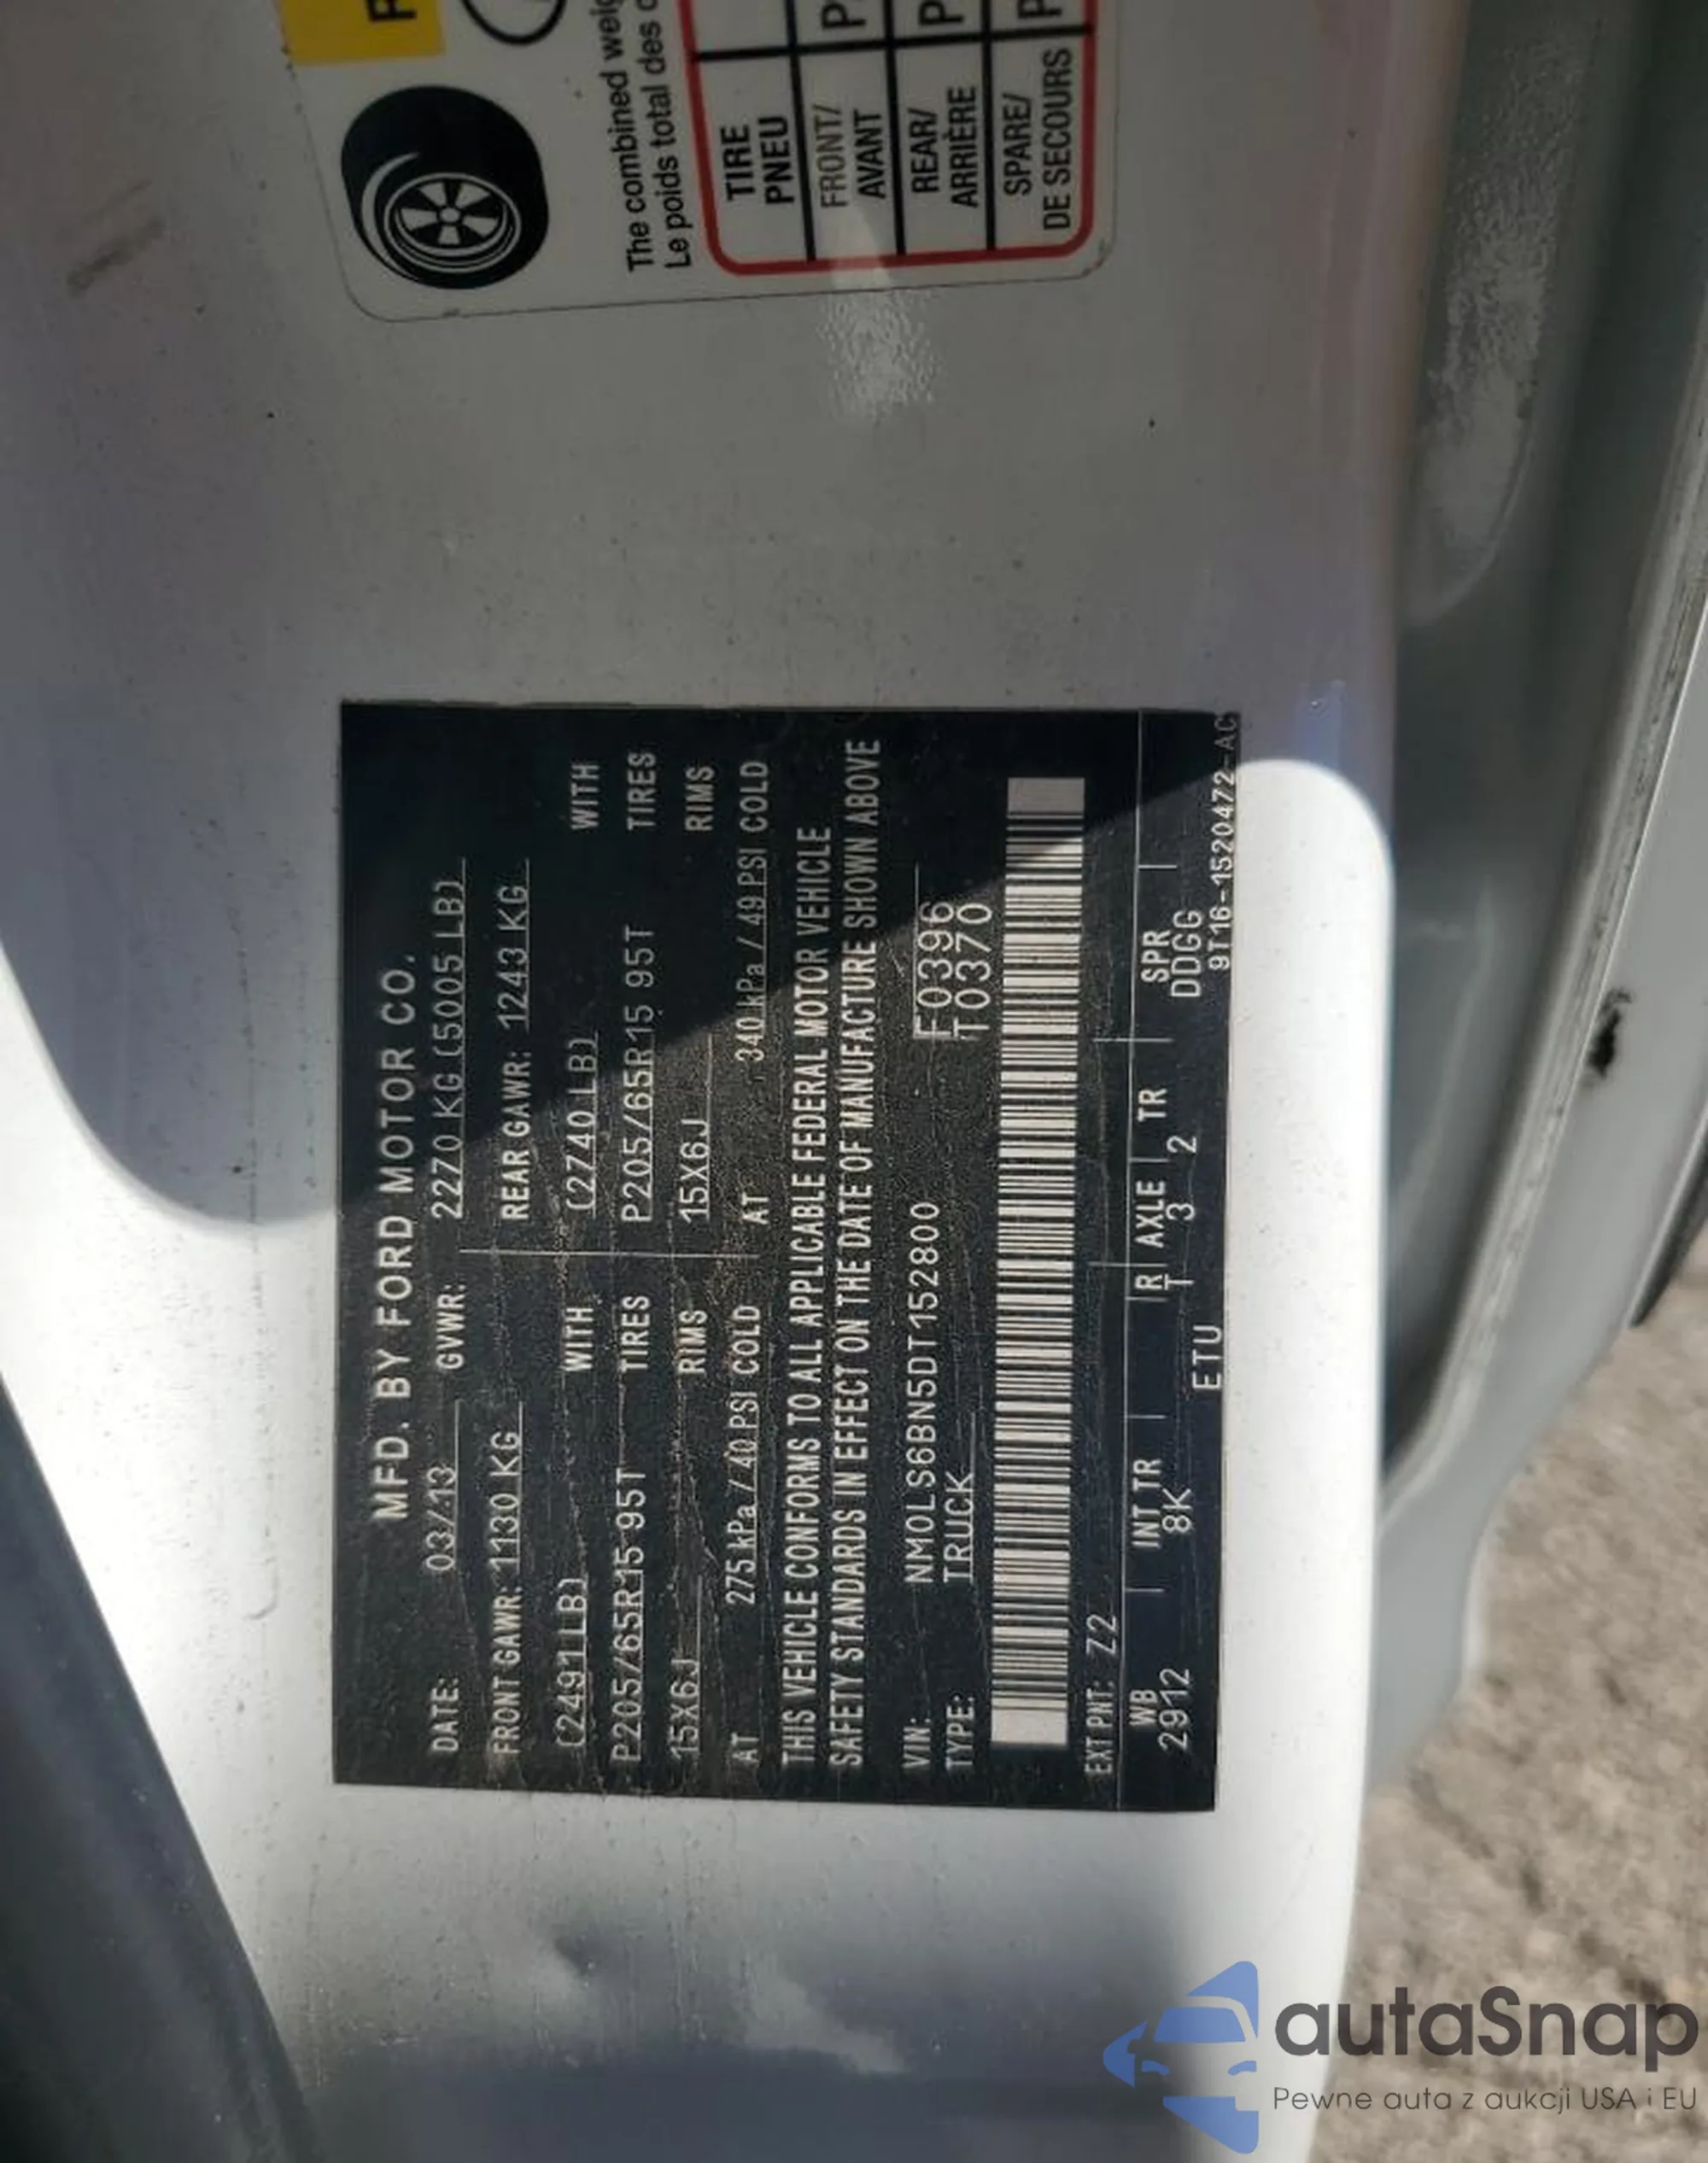 The combined weig
Le poids total des c
TIRE
PNEU
FRONT/
AVANT
REAR/
ARRIÈRE
SPARE/
DE SECOURS
MFD. BY FORD MOTOR CO.
DATE: 03/13 GVWR: 2270 KG (5005 LB)
FRONT GAWR: 1130 KG REAR GAWR: 1243 KG
(2491 LB) WITH (2740 LB) WITH
P205/65R15 95T TIRES P205/65R15 95T TIRES
15X6J RIMS 15X6J RIMS
AT 275 kPa / 40 PSI COLD AT 340 kPa / 49 PSI COLD
THIS VEHICLE CONFORMS TO ALL APPLICABLE FEDERAL MOTOR VEHICLE
SAFETY STANDARDS IN EFFECT ON THE DATE OF MANUFACTURE SHOWN ABOVE
VIN: NM0LS6BN5DT152800 F0396
TYPE: TRUCK T0370
EXT PNT: Z2
WB INT TR R AXLE TR SPR
2912 8K T 3 2 DDGG
ETU 9T16-1520472-AC
autaSnap
Pewne auta z aukcji USA i EU